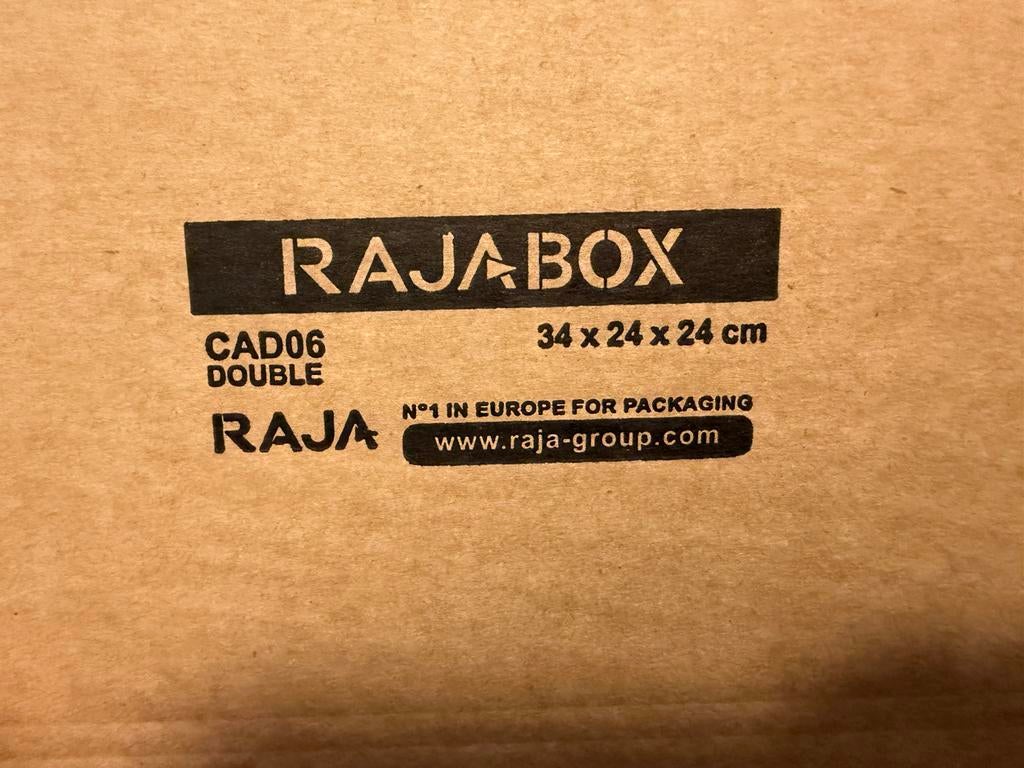 RAJABOX
CAD06 34 x 24 x 24 cm
DOUBLE
RAJA N°1 IN EUROPE FOR PACKAGING
www.raja-group.com